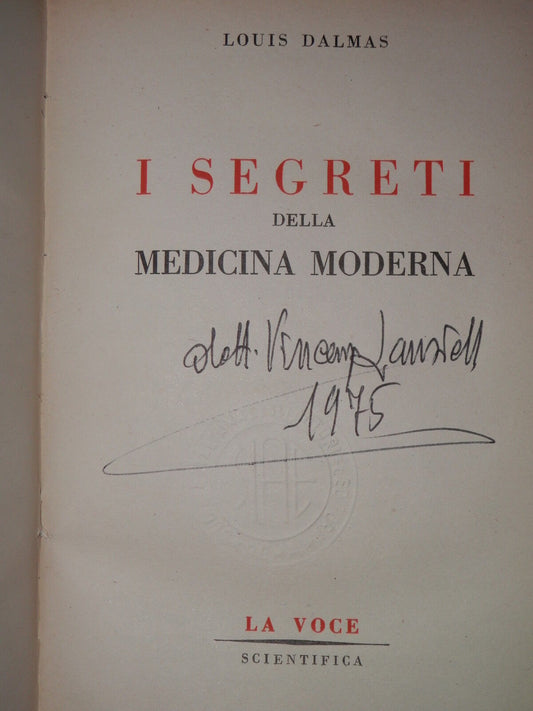 LOUIS DALMAS
I SEGRETI
DELLA
MEDICINA MODERNA
dott.
1975
LA VOCE
SCIENTIFICA